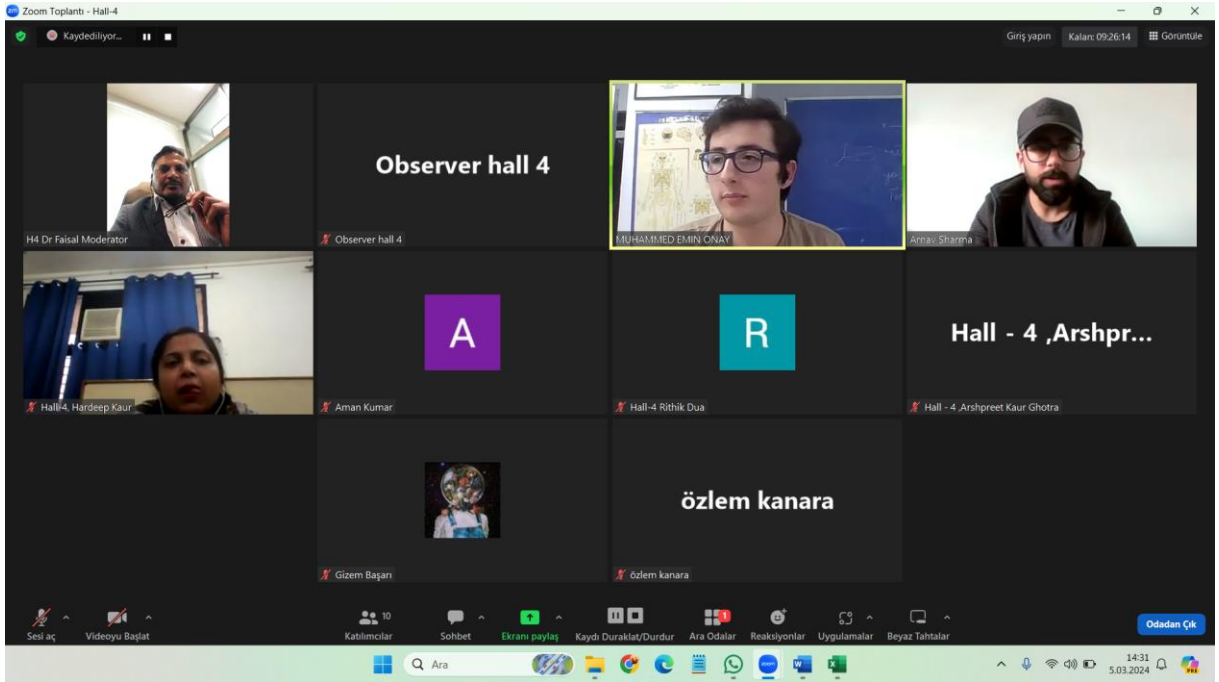 Zoom Toplantı - Hall-4
Kaydediliyor...
Giriş yapın
Kalan: 09:26:14
Görüntüle
H4 Dr Faisal Moderator
Observer hall 4
Observer hall 4
MUHAMMED EMIN ONAY
Arnav Sharma
Hall-4, Hardeep Kaur
A
Aman Kumar
R
Hall-4 Rithik Dua
Hall - 4 ,Arshpr...
Hall - 4 ,Arshpreet Kaur Ghotra
Gizem Başarı
özlem kanara
özlem kanara
Sesi aç
Videoyu Başlat
10
Katılımcılar
Sohbet
Ekranı paylaş
Kaydı Duraklat/Durdur
1
Ara Odalar
Reaksiyonlar
Uygulamalar
Beyaz Tahtalar
Odadan Çık
Ara
14:31
5.03.2024